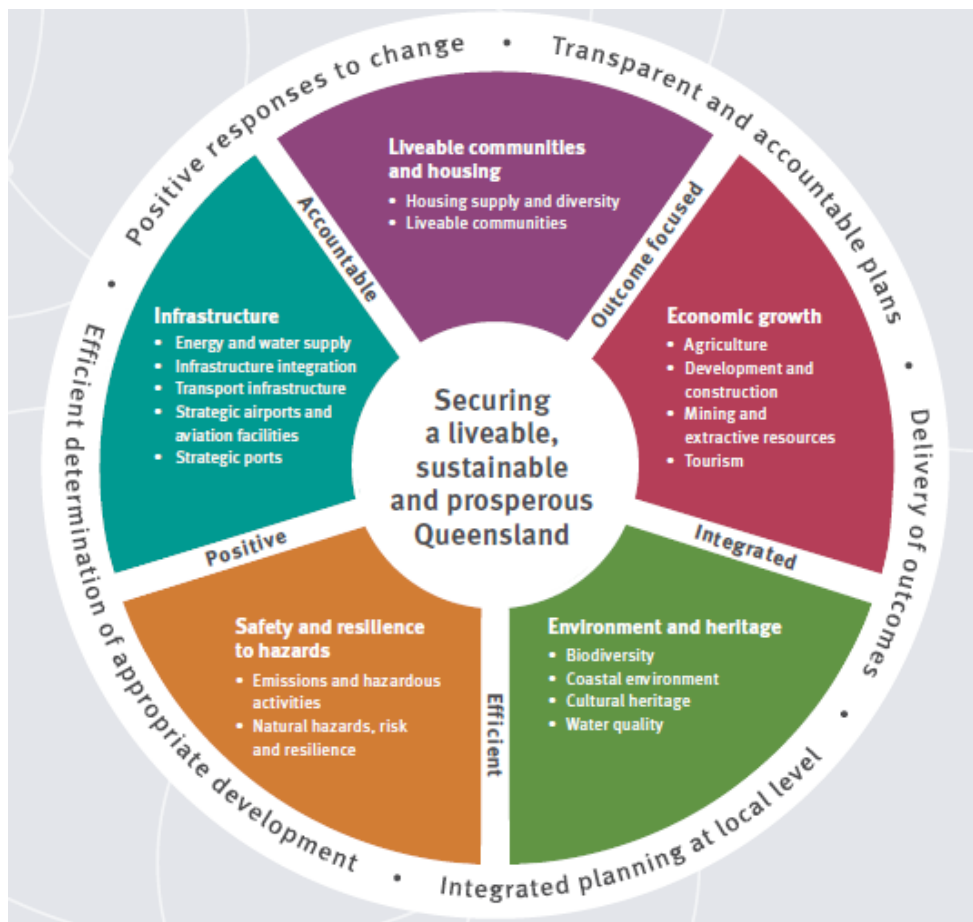 Positive responses to change • Transparent and accountable plans • Delivery of outcomes • Integrated planning at local level • Efficient determination of appropriate development •
Liveable communities
and housing
• Housing supply and diversity
• Liveable communities
Accountable
Outcome focused
Infrastructure
• Energy and water supply
• Infrastructure integration
• Transport infrastructure
• Strategic airports and
aviation facilities
• Strategic ports
Economic growth
• Agriculture
• Development and
construction
• Mining and
extractive resources
• Tourism
Securing
a liveable,
sustainable
and prosperous
Queensland
Positive
Integrated
Safety and resilience
to hazards
• Emissions and hazardous
activities
• Natural hazards, risk
and resilience
Efficient
Environment and heritage
• Biodiversity
• Coastal environment
• Cultural heritage
• Water quality